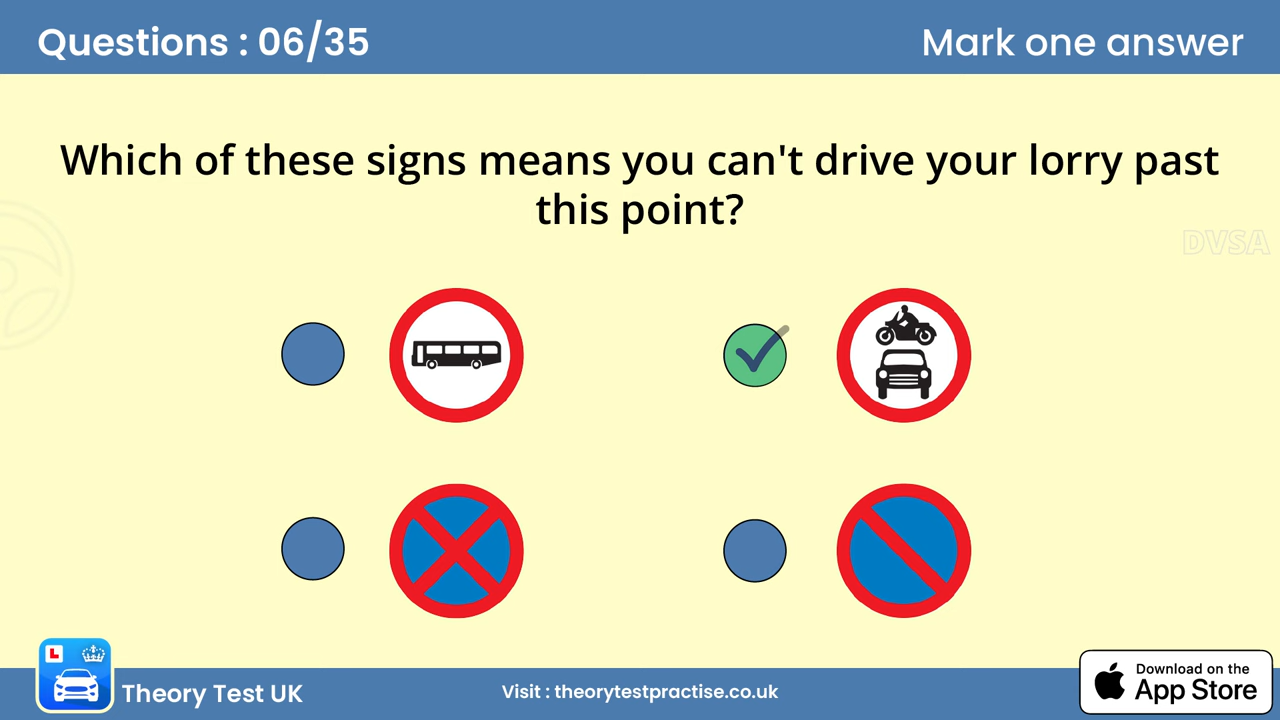 Questions : 06/35
Mark one answer
Which of these signs means you can't drive your lorry past
this point?
DVSA
L
Theory Test UK
Visit : theorytestpractise.co.uk
Download on the
App Store